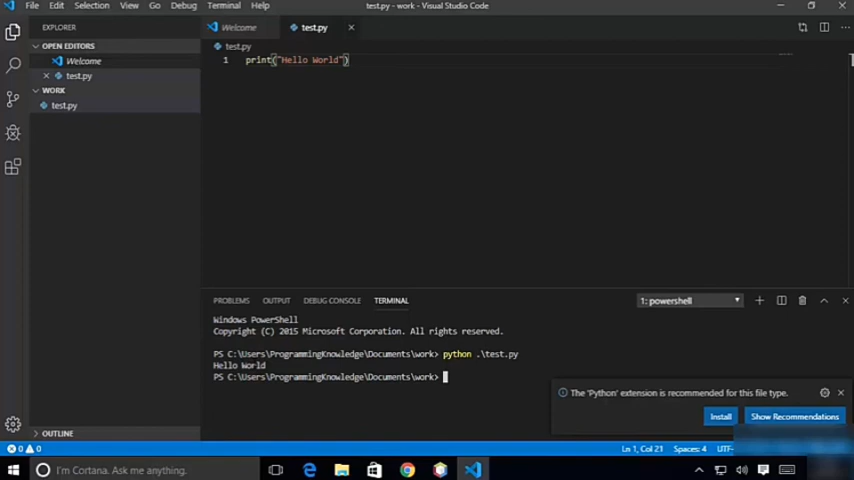 File Edit Selection View Go Debug Terminal Help
test.py - work - Visual Studio Code
EXPLORER
OPEN EDITORS
Welcome
test.py
WORK
test.py
OUTLINE
Welcome test.py
test.py
1 print("Hello World")
PROBLEMS OUTPUT DEBUG CONSOLE TERMINAL
1: powershell
Windows PowerShell
Copyright (C) 2015 Microsoft Corporation. All rights reserved.
PS C:\Users\ProgrammingKnowledge\Documents\work> python .\test.py
Hello World
PS C:\Users\ProgrammingKnowledge\Documents\work>
The 'Python' extension is recommended for this file type.
Install Show Recommendations
0 0
Ln 1, Col 21 Spaces: 4 UTF-
I'm Cortana. Ask me anything.